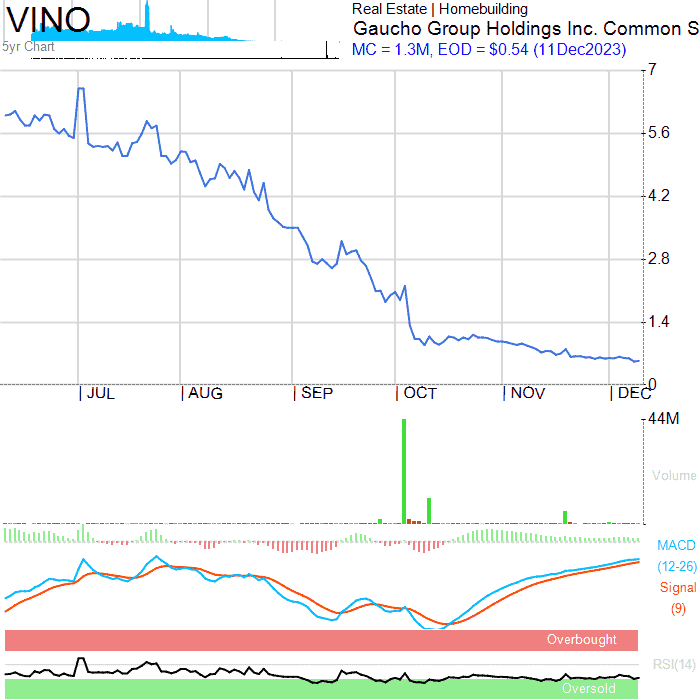 VINO
5yr Chart
Real Estate | Homebuilding
Gaucho Group Holdings Inc. Common S
MC = 1.3M, EOD = $0.54 (11Dec2023)
7
5.6
4.2
2.8
1.4
0
| JUL | AUG | SEP | OCT | NOV | DEC
44M
Volume
MACD
(12-26)
Signal
(9)
Overbought
RSI(14)
Oversold